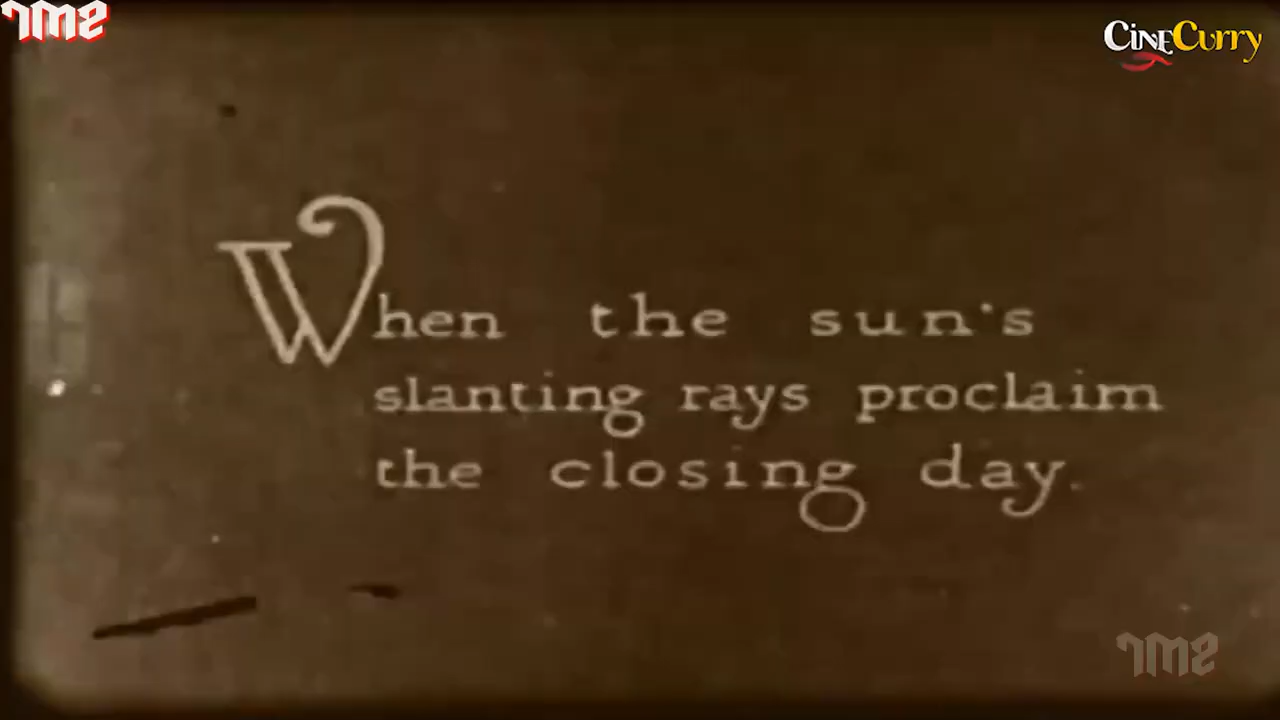 CineCurry
When the sun's
slanting rays proclaim
the closing day.